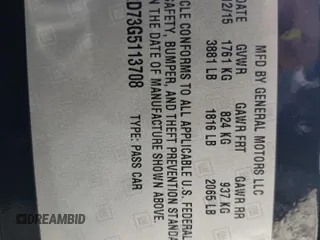 MFD BY GENERAL MOTORS LLC
DATE GVWR GAWR FRT GAWR RR
2/15 1761 KG 824 KG 937 KG
3881 LB 1816 LB 2065 LB
CLE CONFORMS TO ALL APPLICABLE U.S. FEDERAL
SAFETY, BUMPER, AND THEFT PREVENTION STANDA
N THE DATE OF MANUFACTURE SHOWN ABOVE.
D73G5113708 TYPE: PASS CAR
DREAMBID